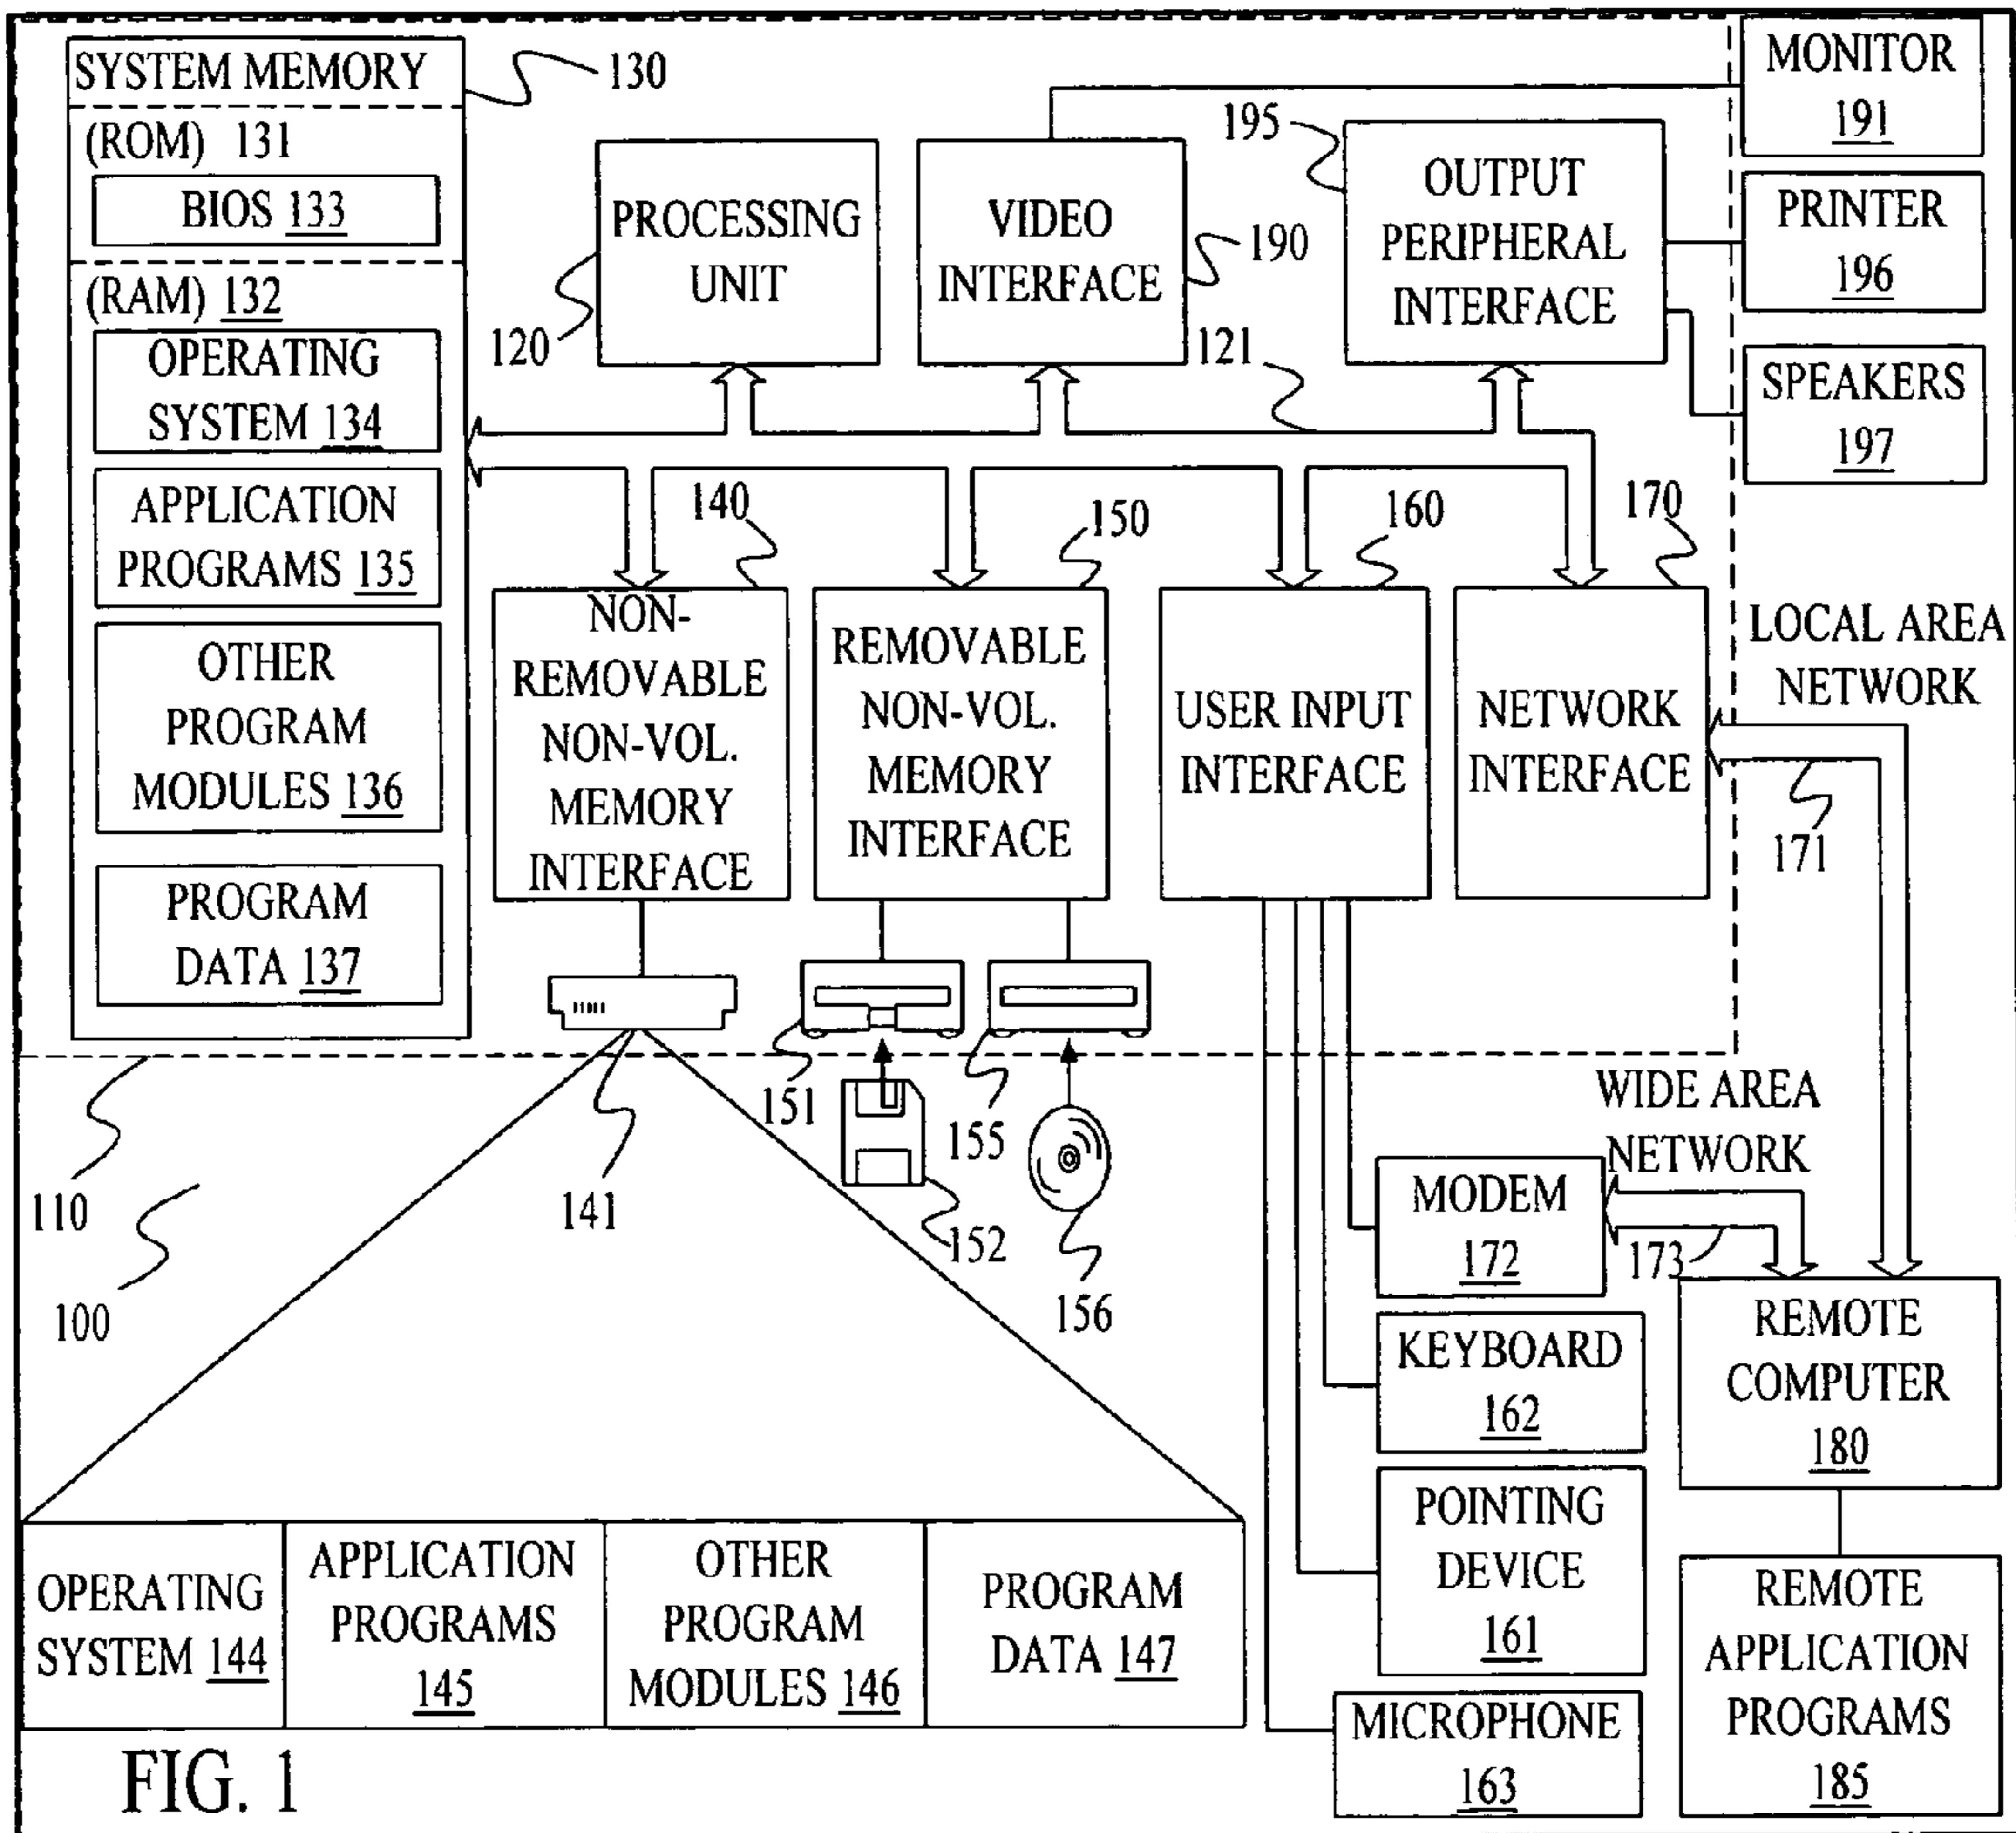 SYSTEM MEMORY
130
(ROM) 131
BIOS 133
(RAM) 132
OPERATING
SYSTEM 134
APPLICATION
PROGRAMS 135
OTHER
PROGRAM
MODULES 136
PROGRAM
DATA 137
PROCESSING
UNIT
120
VIDEO
INTERFACE
190
195
OUTPUT
PERIPHERAL
INTERFACE
121
MONITOR
191
PRINTER
196
SPEAKERS
197
140
NON-
REMOVABLE
NON-VOL.
MEMORY
INTERFACE
150
REMOVABLE
NON-VOL.
MEMORY
INTERFACE
160
USER INPUT
INTERFACE
170
NETWORK
INTERFACE
LOCAL AREA
NETWORK
171
110
100
141
151
152
155
156
WIDE AREA
NETWORK
MODEM
172
173
KEYBOARD
162
POINTING
DEVICE
161
MICROPHONE
163
REMOTE
COMPUTER
180
REMOTE
APPLICATION
PROGRAMS
185
OPERATING
SYSTEM 144
APPLICATION
PROGRAMS
145
OTHER
PROGRAM
MODULES 146
PROGRAM
DATA 147
FIG. 1